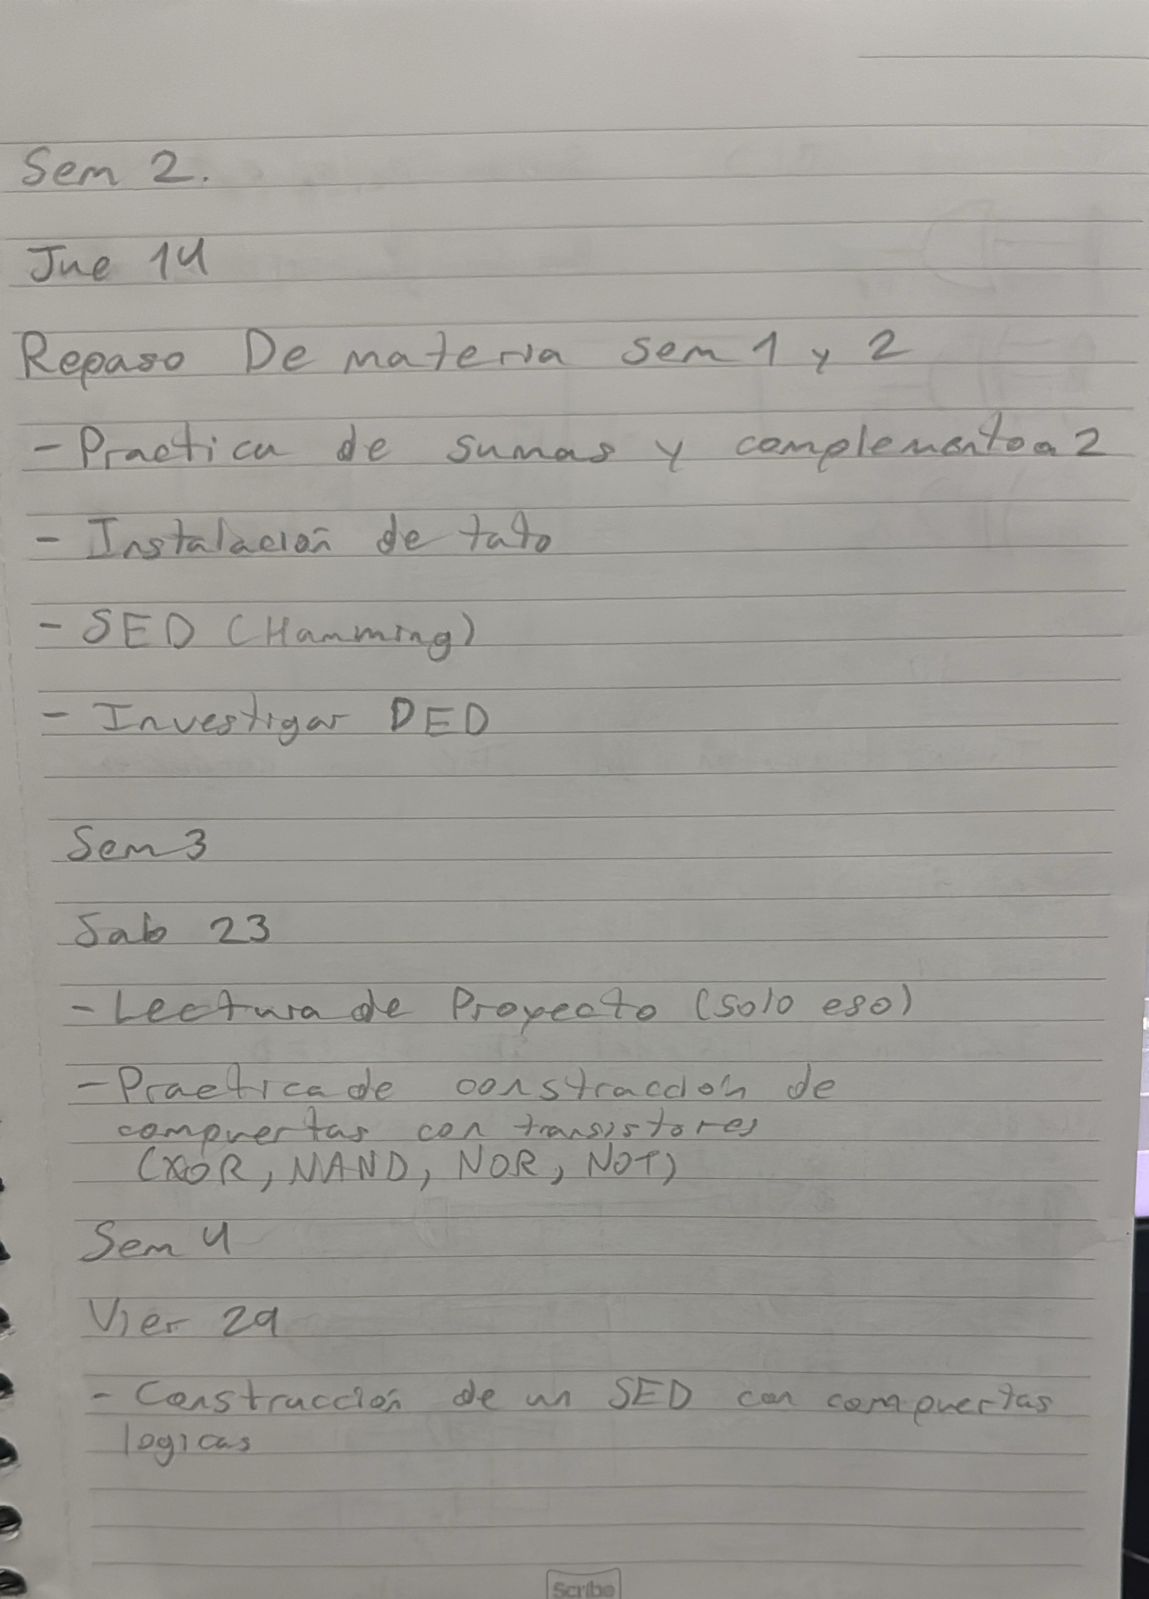 Sem 2.
Jue 14
Repaso De materia sem 1 y 2
- Practica de sumas y complemento a 2
- Instalación de tato
- SED (Hamming)
- Investigar DED
Sem 3
Sab 23
- Lectura de Proyecto (solo eso)
- Practica de construccion de
compuertas con transistores
(XOR, NAND, NOR, NOT)
Sem 4
Vier 29
- Construcción de un SED con compuertas
logicas
Scribe